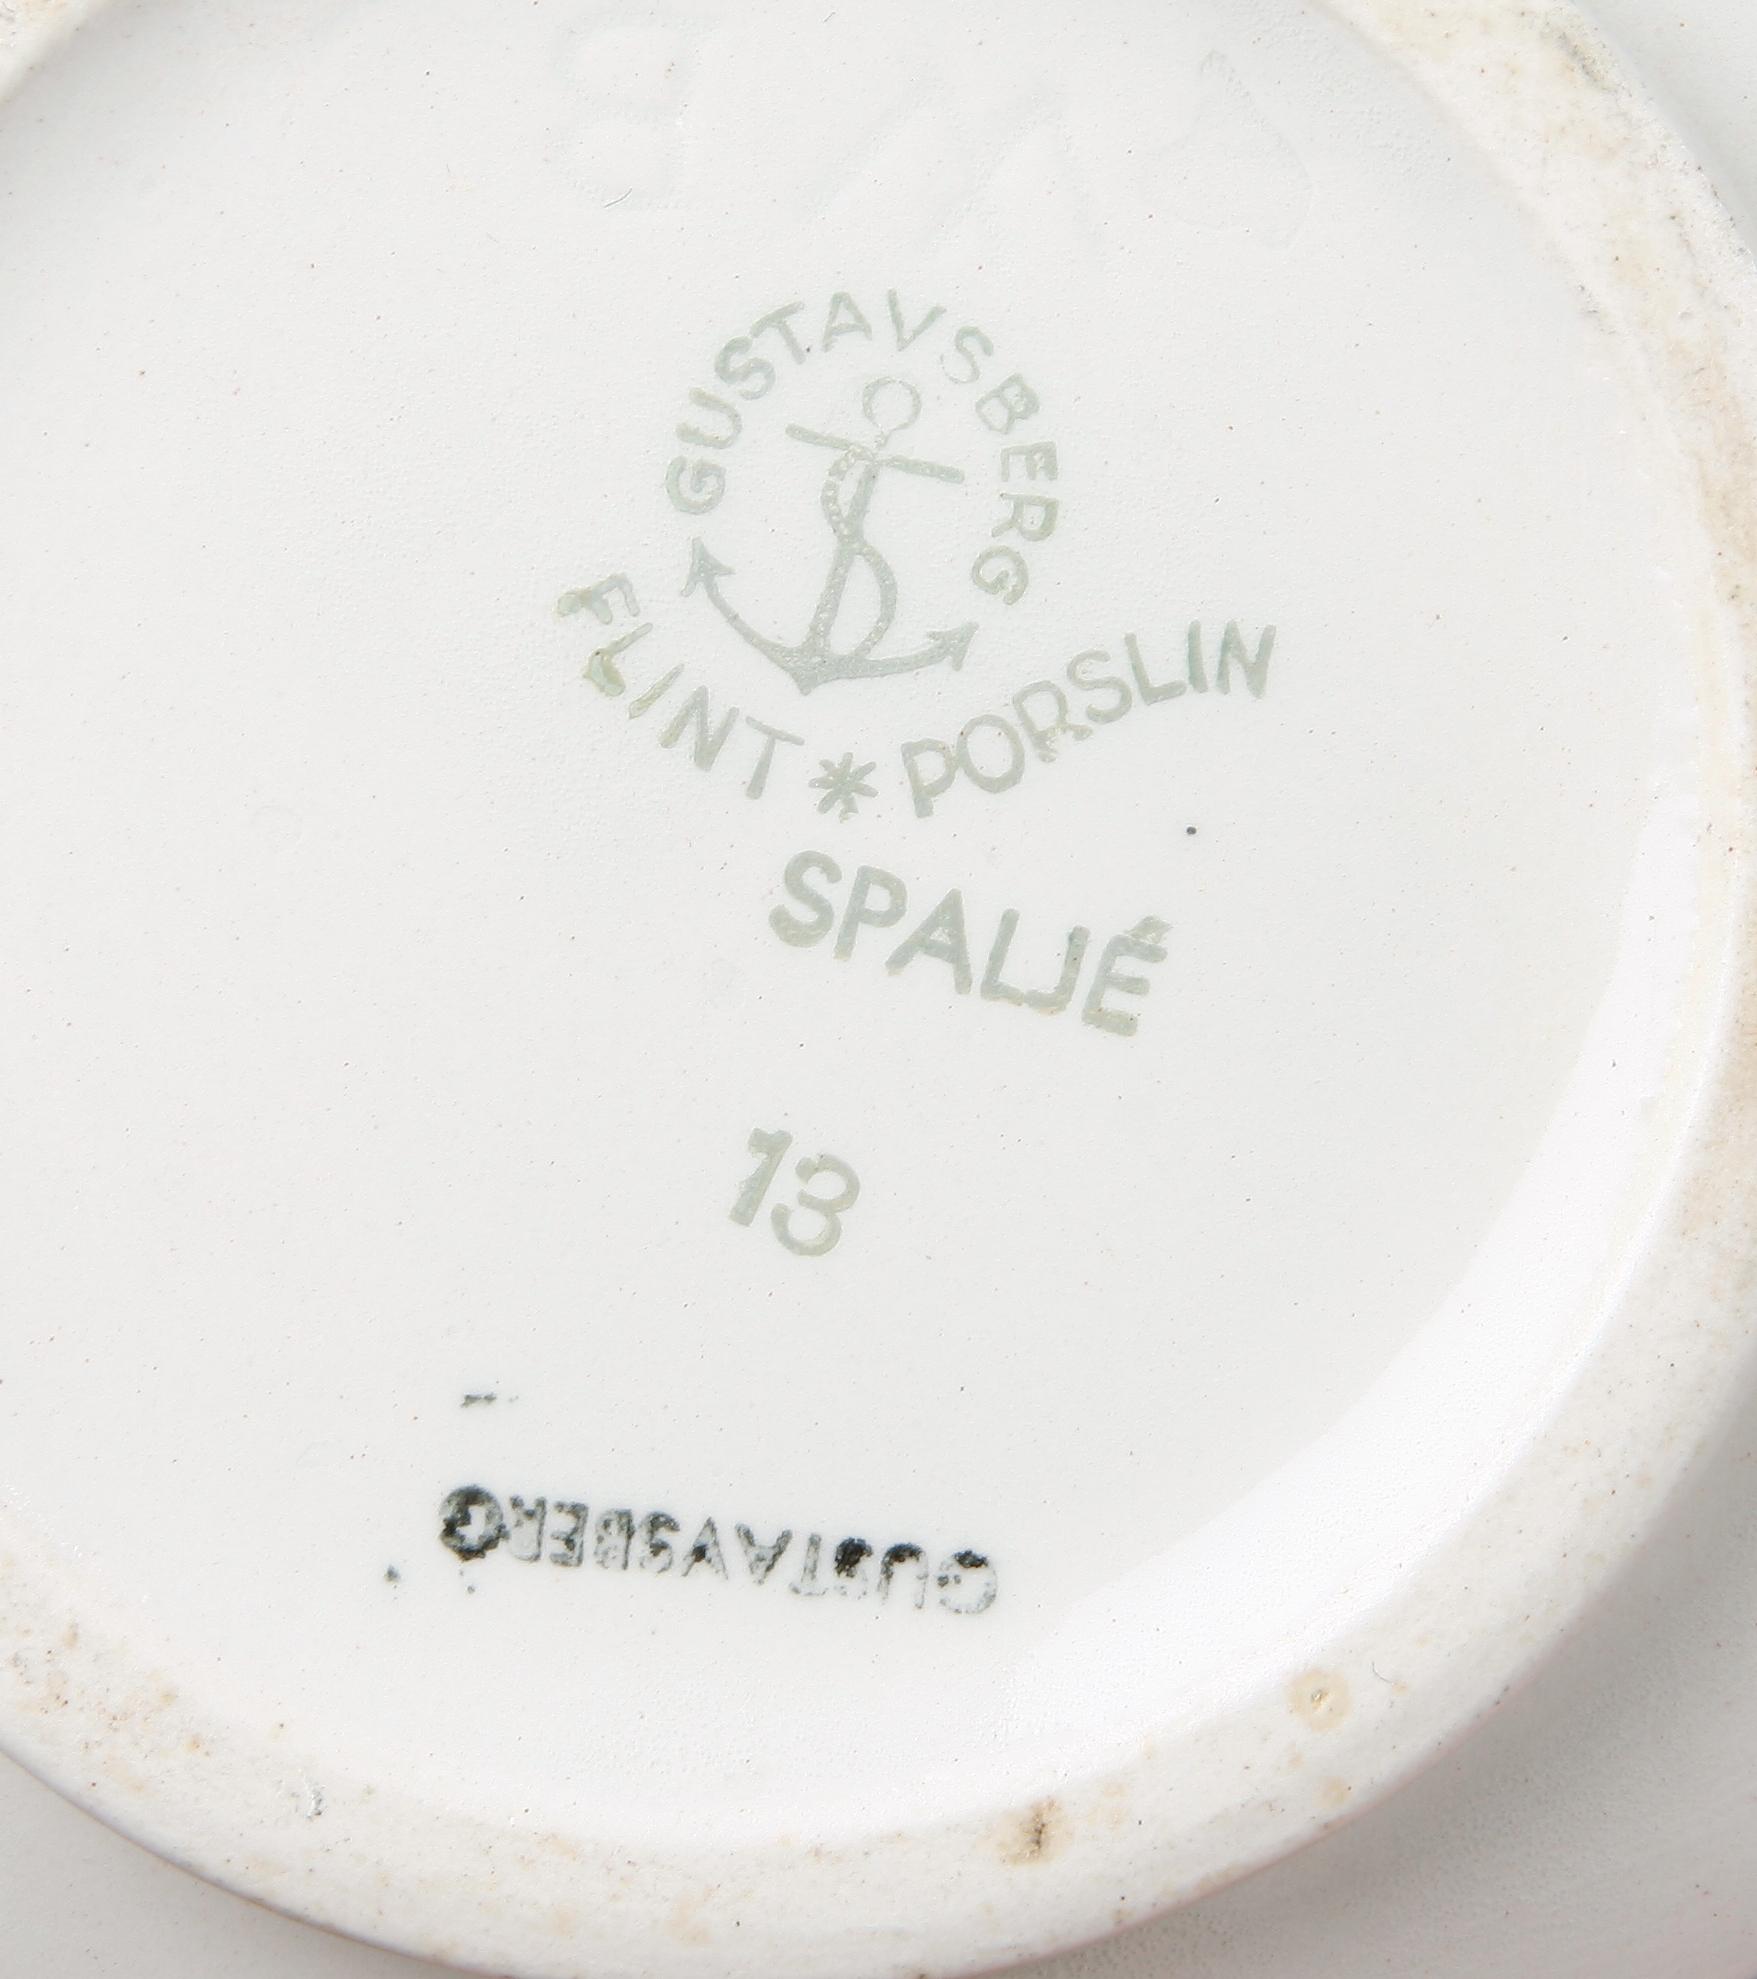 GUSTAVSBERG
FLINT * PORSLIN
SPALJÉ
13
GUSTAVSBERG